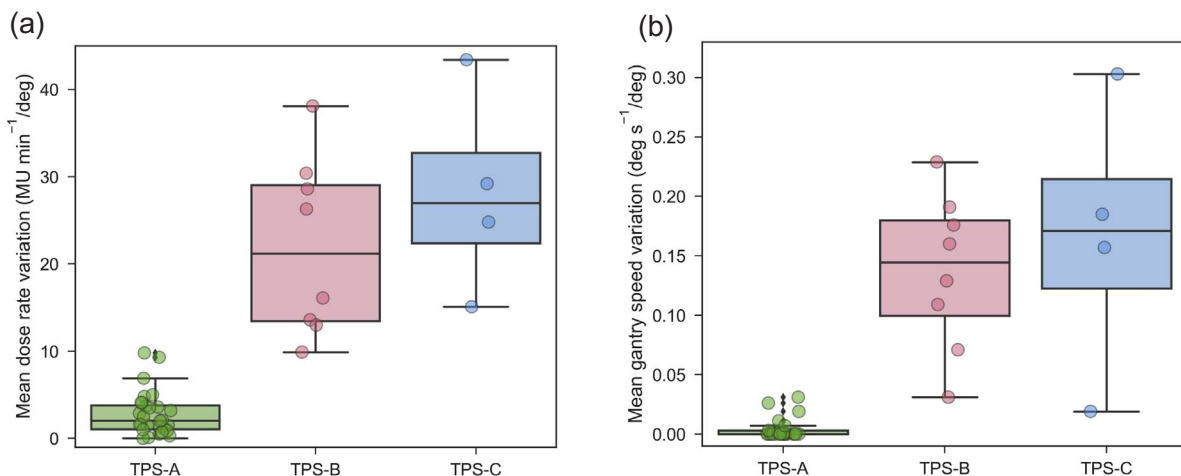 (a)
Mean dose rate variation (MU min⁻¹/deg)
40
30
20
10
0
TPS-A TPS-B TPS-C
(b)
Mean gantry speed variation (deg s⁻¹/deg)
0.30
0.25
0.20
0.15
0.10
0.05
0.00
TPS-A TPS-B TPS-C